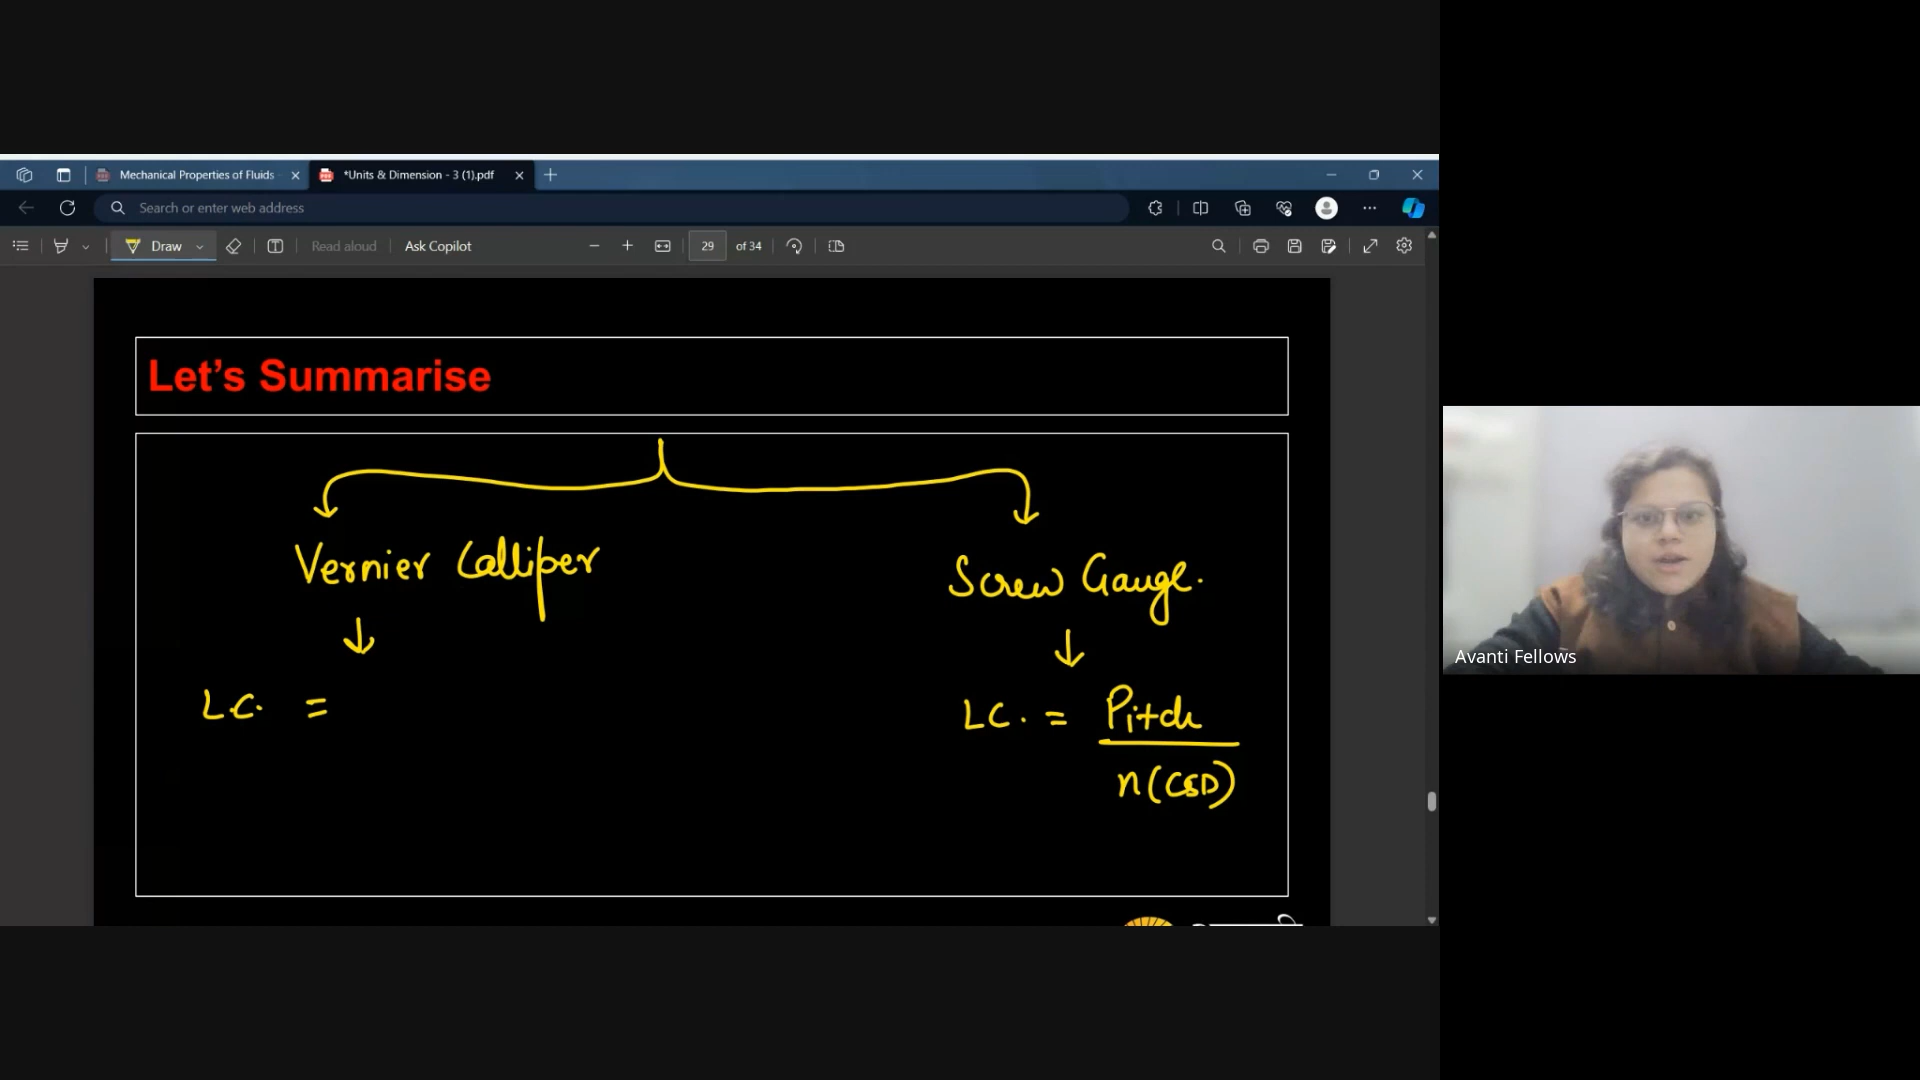 Mechanical Properties of Fluids
*Units & Dimension - 3 (1).pdf
Search or enter web address
Draw
Read aloud
Ask Copilot
29
of 34
Let's Summarise
Vernier Calliper
Screw Gauge.
L.C. =
LC. = Pitch
n(CSD)
Avanti Fellows